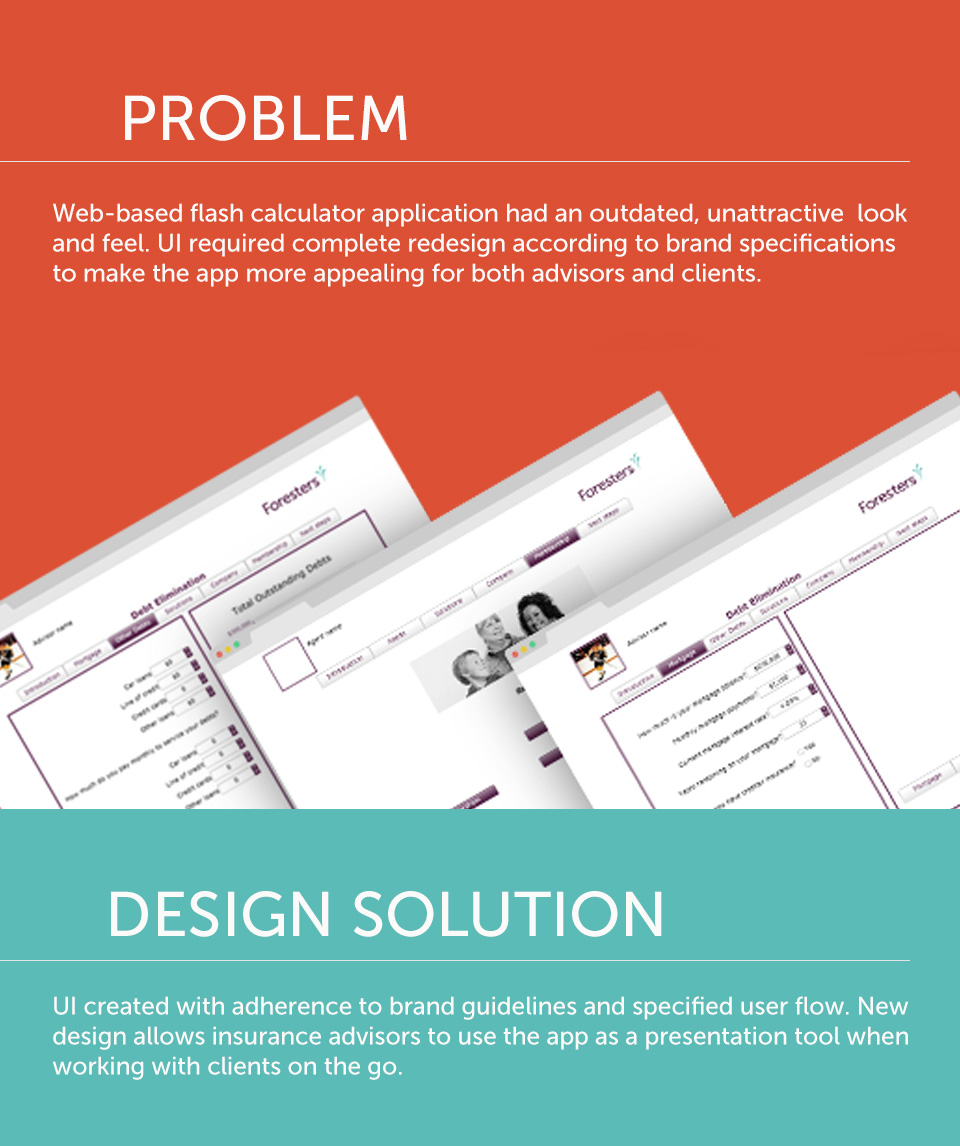 PROBLEM
Web-based flash calculator application had an outdated, unattractive look
and feel. UI required complete redesign according to brand specifications
to make the app more appealing for both advisors and clients.
Foresters
Debt Elimination
Advisor name
Introduction
Mortgage
Other Debts
Solutions
Company
Membership
Next steps
Total Outstanding Debts
Car loans
Line of credit
Credit cards
Other loans
How much do you pay monthly to service your debts?
Car loans
Line of credit
Credit cards
Other loans
Foresters
Agent name
Introduction
Needs
Solutions
Company
Membership
Next steps
Foresters
Debt Elimination
Advisor name
Introduction
Mortgage
Other Debts
Solutions
Company
Membership
Next steps
How much is your mortgage balance?
Monthly mortgage payments?
Current mortgage interest rate?
Years remaining on your mortgage?
you have creditor insurance?
Mortgage
DESIGN SOLUTION
UI created with adherence to brand guidelines and specified user flow. New
design allows insurance advisors to use the app as a presentation tool when
working with clients on the go.